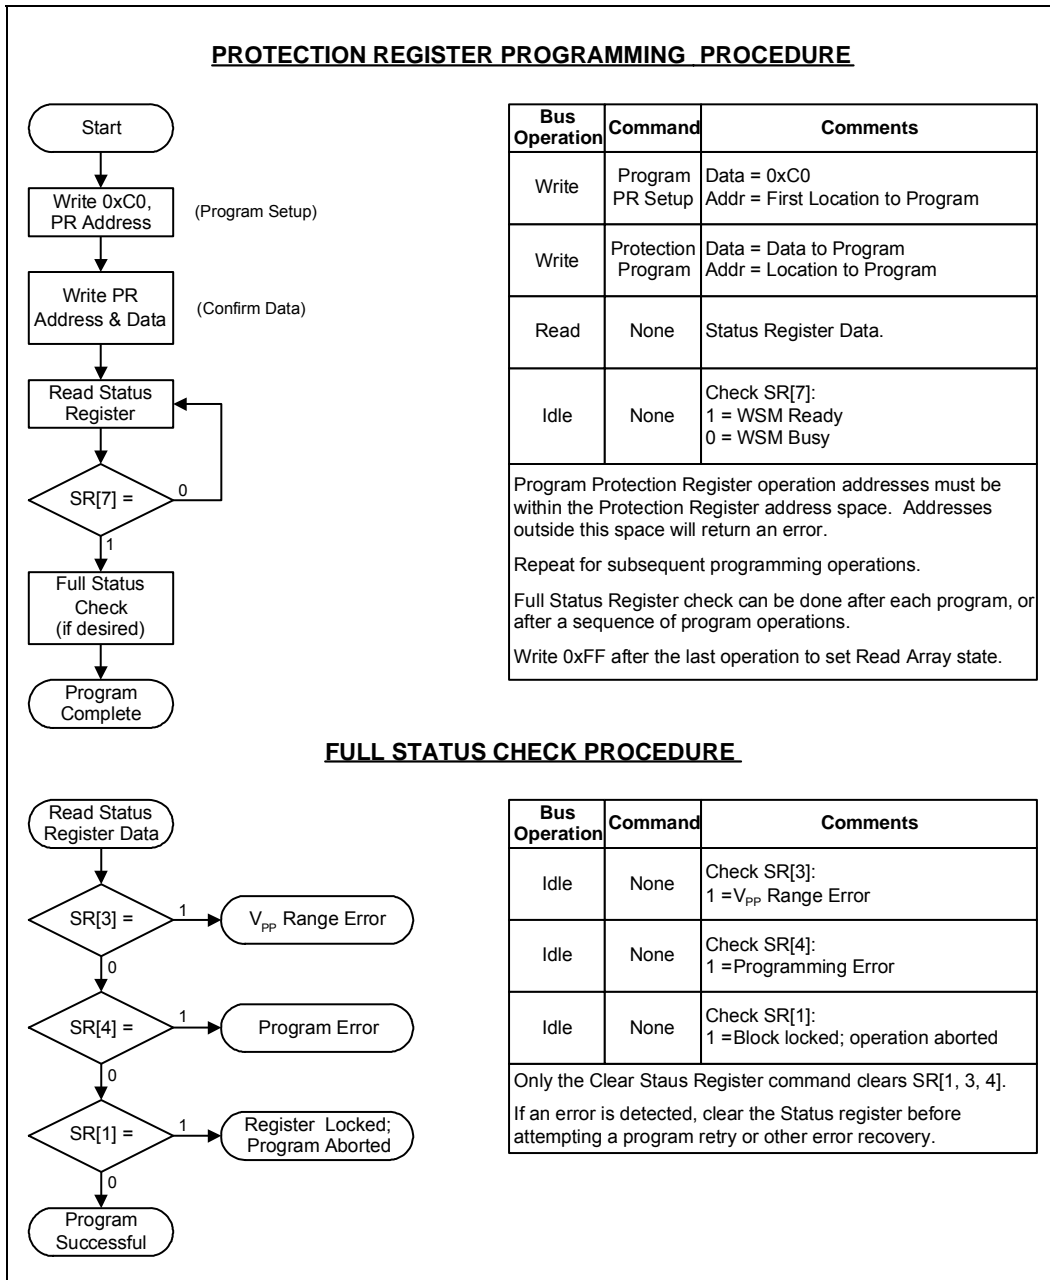 PROTECTION REGISTER PROGRAMMING PROCEDURE
Start
Write 0xC0,
PR Address
(Program Setup)
Write PR
Address & Data
(Confirm Data)
Read Status
Register
SR[7] =
0
1
Full Status
Check
(if desired)
Program
Complete
Bus
Operation
Command
Comments
Write
Program
PR Setup
Data = 0xC0
Addr = First Location to Program
Write
Protection
Program
Data = Data to Program
Addr = Location to Program
Read
None
Status Register Data.
Idle
None
Check SR[7]:
1 = WSM Ready
0 = WSM Busy
Program Protection Register operation addresses must be
within the Protection Register address space.  Addresses
outside this space will return an error.
Repeat for subsequent programming operations.
Full Status Register check can be done after each program, or
after a sequence of program operations.
Write 0xFF after the last operation to set Read Array state.
FULL STATUS CHECK PROCEDURE
Read Status
Register Data
SR[3] =
1
VPP Range Error
0
SR[4] =
1
Program Error
0
SR[1] =
1
Register Locked;
Program Aborted
0
Program
Successful
Bus
Operation
Command
Comments
Idle
None
Check SR[3]:
1 =VPP Range Error
Idle
None
Check SR[4]:
1 =Programming Error
Idle
None
Check SR[1]:
1 =Block locked; operation aborted
Only the Clear Staus Register command clears SR[1, 3, 4].
If an error is detected, clear the Status register before
attempting a program retry or other error recovery.